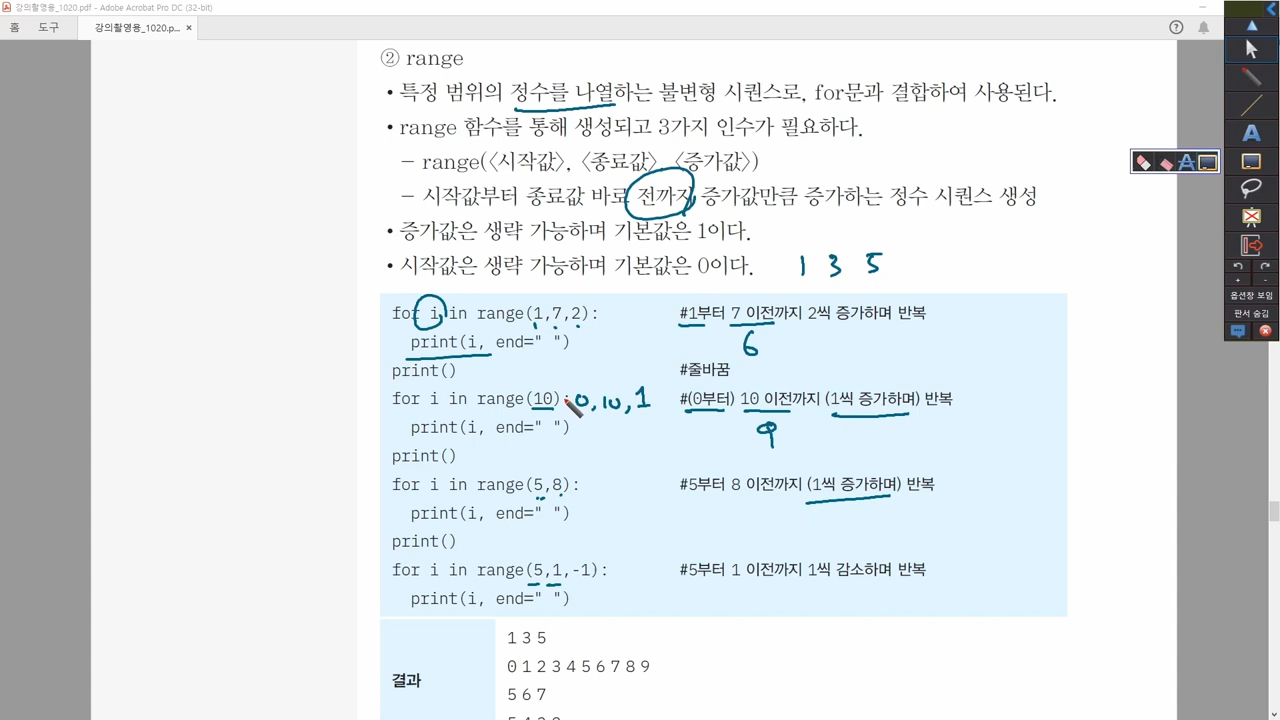 강의촬영용_1020.pdf - Adobe Acrobat Pro DC (32-bit)
홈 도구 강의촬영용_1020.p... ×
② range
• 특정 범위의 정수를 나열하는 불변형 시퀀스로, for문과 결합하여 사용된다.
• range 함수를 통해 생성되고 3가지 인수가 필요하다.
– range(〈시작값〉, 〈종료값〉, 〈증가값〉)
– 시작값부터 종료값 바로 전까지 증가값만큼 증가하는 정수 시퀀스 생성
• 증가값은 생략 가능하며 기본값은 1이다.
• 시작값은 생략 가능하며 기본값은 0이다. 1 3 5
for i in range(1,7,2): #1부터 7 이전까지 2씩 증가하며 반복
print(i, end=" ") 6
print() #줄바꿈
for i in range(10): 0, 10, 1 #(0부터) 10 이전까지 (1씩 증가하며) 반복
print(i, end=" ") 9
print()
for i in range(5,8): #5부터 8 이전까지 (1씩 증가하며) 반복
print(i, end=" ")
print()
for i in range(5,1,-1): #5부터 1 이전까지 1씩 감소하며 반복
print(i, end=" ")
1 3 5
0 1 2 3 4 5 6 7 8 9
결과
5 6 7
옵션장 보임
판서 숨김